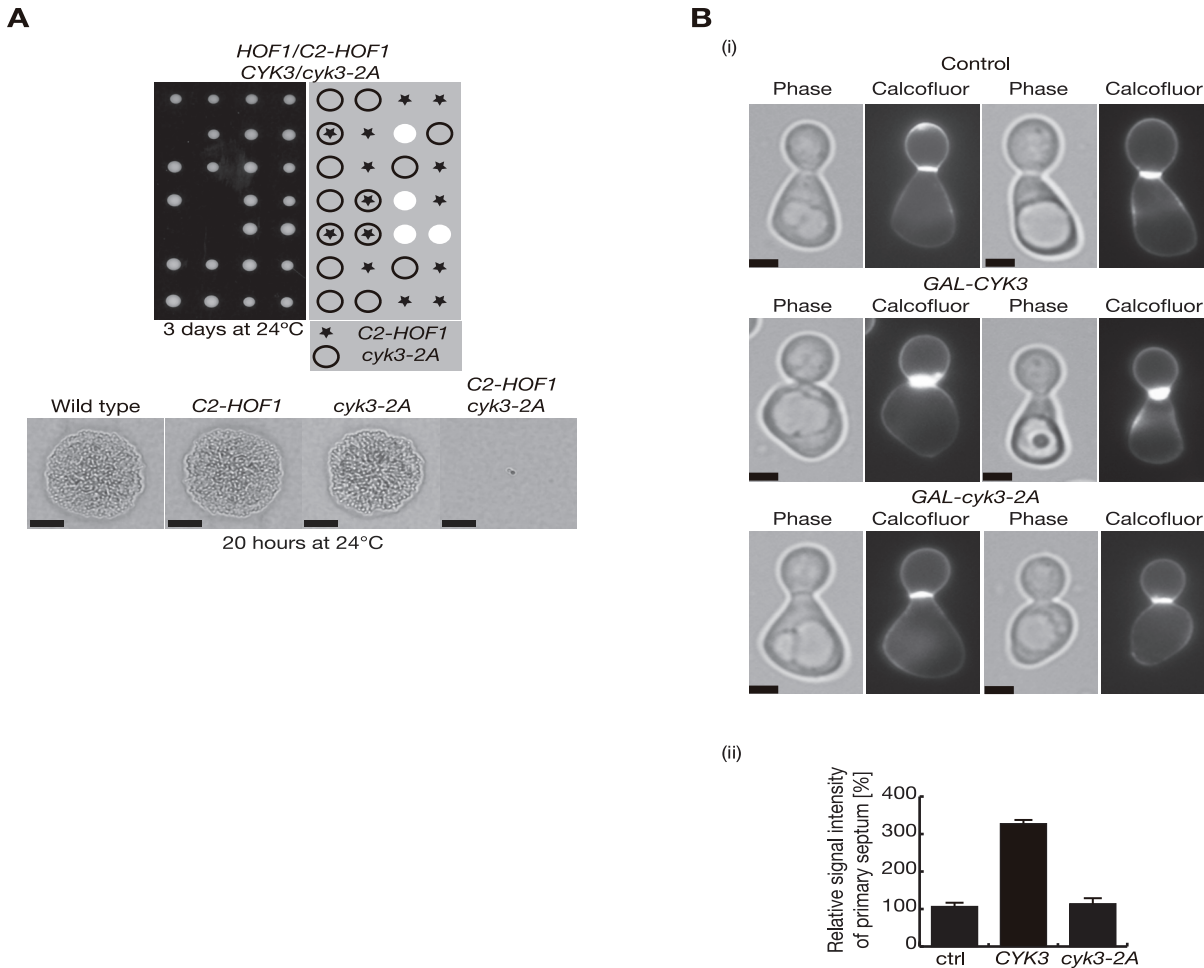 A
HOF1/C2-HOF1
CYK3/cyk3-2A
3 days at 24ºC
C2-HOF1
cyk3-2A
Wild type
C2-HOF1
cyk3-2A
C2-HOF1
cyk3-2A
20 hours at 24°C
B
(i)
Control
Phase Calcofluor Phase Calcofluor
GAL-CYK3
Phase Calcofluor Phase Calcofluor
GAL-cyk3-2A
Phase Calcofluor Phase Calcofluor
(ii)
Relative signal intensity
of primary septum [%]
400
300
200
100
0
ctrl CYK3 cyk3-2A